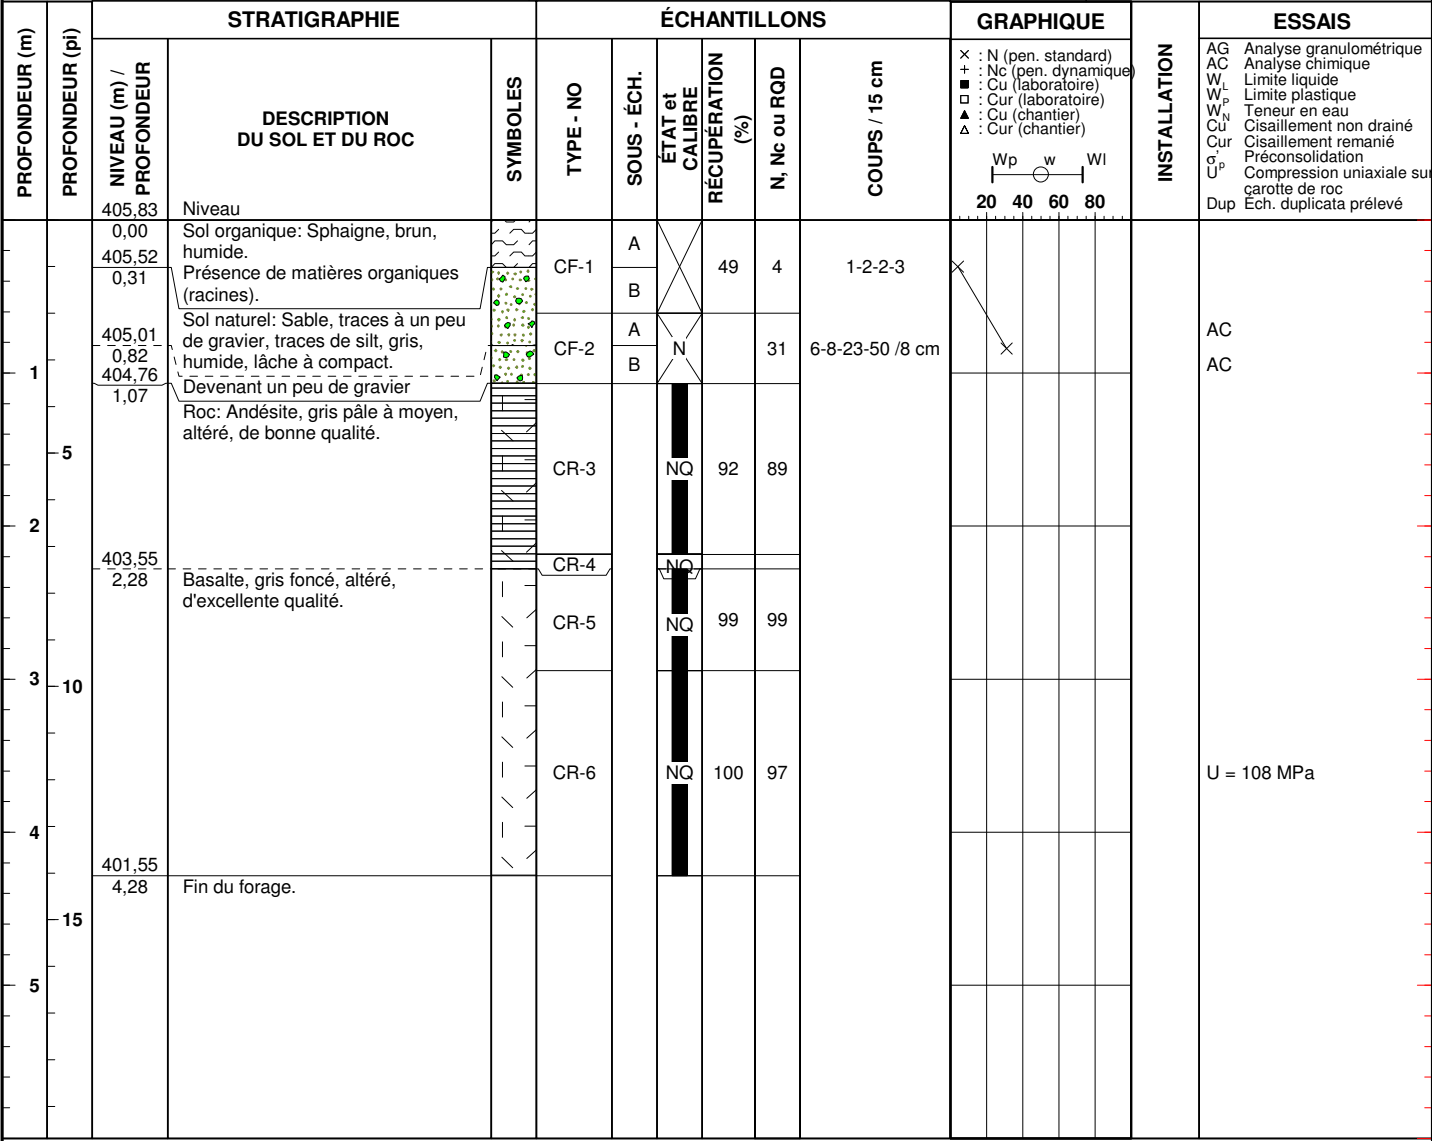 STRATIGRAPHIE
ÉCHANTILLONS
GRAPHIQUE
ESSAIS
PROFONDEUR (m)
PROFONDEUR (pi)
NIVEAU (m) /
PROFONDEUR
DESCRIPTION
DU SOL ET DU ROC
SYMBOLES
TYPE - NO
SOUS - ÉCH.
ÉTAT et
CALIBRE
RÉCUPÉRATION
(%)
N, Nc ou RQD
COUPS / 15 cm
× : N (pen. standard)
+ : Nc (pen. dynamique)
■ : Cu (laboratoire)
□ : Cur (laboratoire)
▲ : Cu (chantier)
△ : Cur (chantier)
Wp w Wl
20 40 60 80
INSTALLATION
AG Analyse granulométrique
AC Analyse chimique
W_L Limite liquide
W_P Limite plastique
W_N Teneur en eau
Cu Cisaillement non drainé
Cur Cisaillement remanié
σ'p Préconsolidation
U Compression uniaxiale sur
carotte de roc
Dup Éch. duplicata prélevé
405,83 Niveau
0,00 Sol organique: Sphaigne, brun,
humide.
405,52
0,31 Présence de matières organiques
(racines).
CF-1 A 49 4 1-2-2-3
B
Sol naturel: Sable, traces à un peu
de gravier, traces de silt, gris,
humide, lâche à compact.
405,01
0,82
CF-2 A N 31 6-8-23-50 /8 cm AC
B AC
404,76
1 Devenant un peu de gravier
1,07
Roc: Andésite, gris pâle à moyen,
altéré, de bonne qualité.
5
CR-3 NQ 92 89
2
403,55
CR-4 NQ
2,28 Basalte, gris foncé, altéré,
d'excellente qualité.
CR-5 NQ 99 99
3
10
CR-6 NQ 100 97 U = 108 MPa
4
401,55
4,28 Fin du forage.
15
5